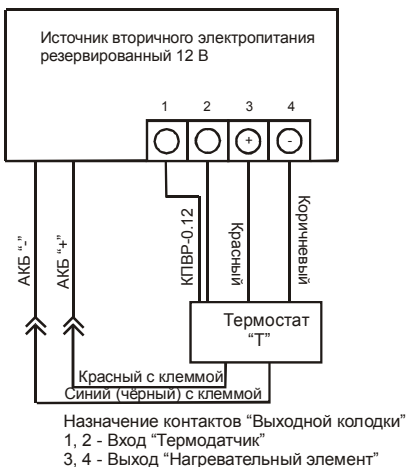 Источник вторичного электропитания
резервированный 12 В
1 2 3 4
+ -
АКБ "-"
АКБ "+"
КПВР-0.12
Красный
Коричневый
Термостат
"Т"
Красный с клеммой
Синий (чёрный) с клеммой
Назначение контактов "Выходной колодки"
1, 2 - Вход "Термодатчик"
3, 4 - Выход "Нагревательный элемент"